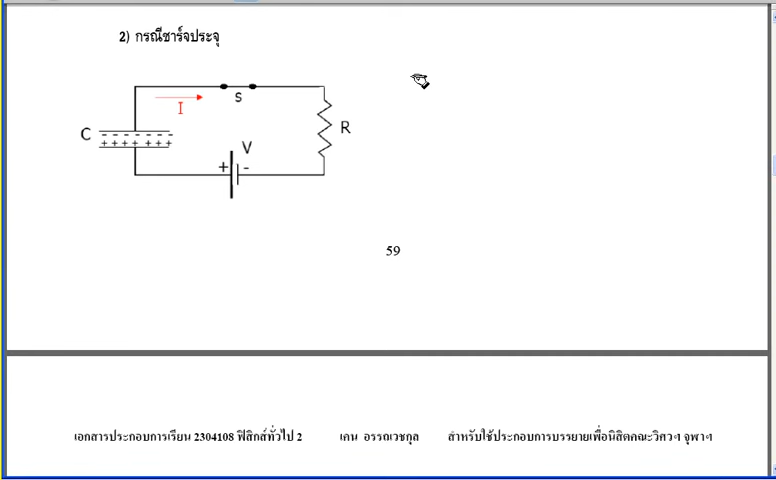 2) กรณีชาร์จประจุ
I
S
C
- - - - - - -
+ + + + + + +
R
V
+ -
59
เอกสารประกอบการเรียน 2304108 ฟิสิกส์ทั่วไป 2 เคน อรรถเวชกุล สำหรับใช้ประกอบการบรรยายเพื่อนิสิตคณะวิศวฯ จุฬาฯ